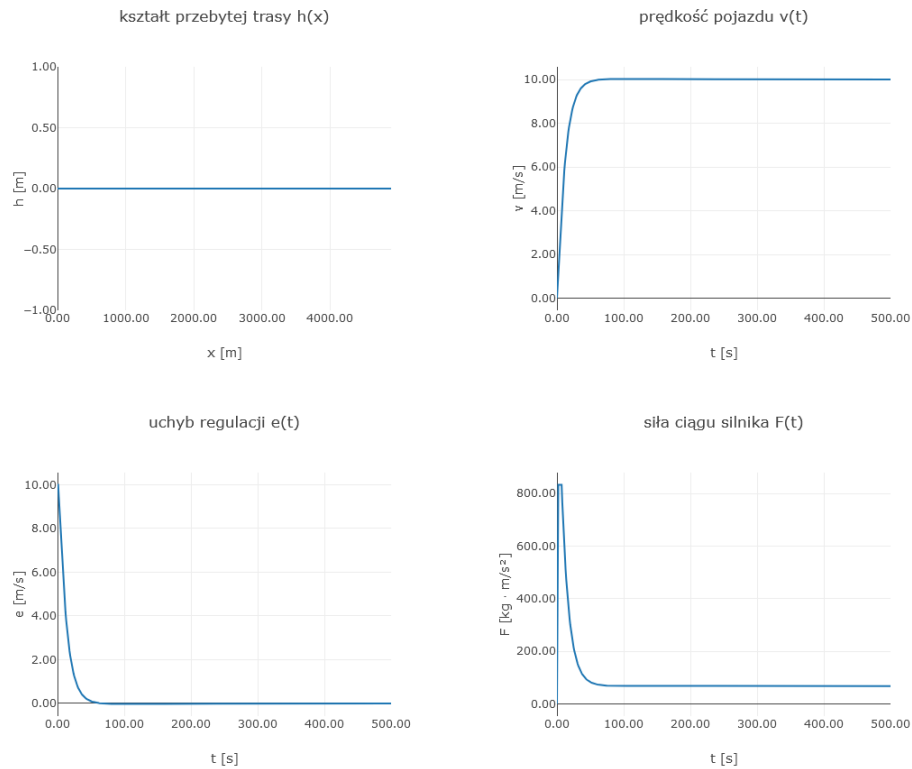 kształt przebytej trasy h(x)
1.00
0.50
0.00
−0.50
−1.00
h [m]
0.00 1000.00 2000.00 3000.00 4000.00
x [m]
prędkość pojazdu v(t)
10.00
8.00
6.00
4.00
2.00
0.00
v [m/s]
0.00 100.00 200.00 300.00 400.00 500.00
t [s]
uchyb regulacji e(t)
10.00
8.00
6.00
4.00
2.00
0.00
e [m/s]
0.00 100.00 200.00 300.00 400.00 500.00
t [s]
siła ciągu silnika F(t)
800.00
600.00
400.00
200.00
0.00
F [kg · m/s²]
0.00 100.00 200.00 300.00 400.00 500.00
t [s]